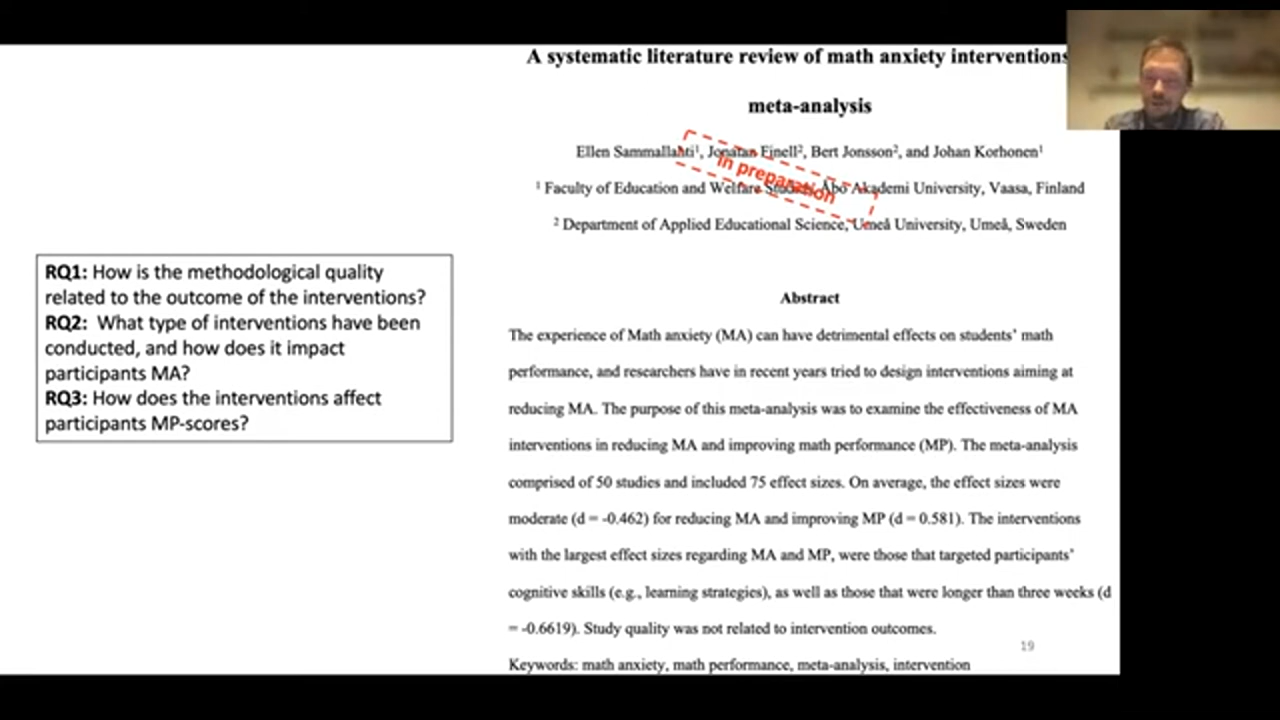 A systematic literature review of math anxiety interventions
meta-analysis
Ellen Sammallahti¹, Jonatan Finell², Bert Jonsson², and Johan Korhonen¹
in preparation
¹ Faculty of Education and Welfare Studies, Åbo Akademi University, Vaasa, Finland
² Department of Applied Educational Science, Umeå University, Umeå, Sweden
RQ1: How is the methodological quality
related to the outcome of the interventions?
RQ2: What type of interventions have been
conducted, and how does it impact
participants MA?
RQ3: How does the interventions affect
participants MP-scores?
Abstract
The experience of Math anxiety (MA) can have detrimental effects on students’ math
performance, and researchers have in recent years tried to design interventions aiming at
reducing MA. The purpose of this meta-analysis was to examine the effectiveness of MA
interventions in reducing MA and improving math performance (MP). The meta-analysis
comprised of 50 studies and included 75 effect sizes. On average, the effect sizes were
moderate (d = -0.462) for reducing MA and improving MP (d = 0.581). The interventions
with the largest effect sizes regarding MA and MP, were those that targeted participants’
cognitive skills (e.g., learning strategies), as well as those that were longer than three weeks (d
= -0.6619). Study quality was not related to intervention outcomes.
Keywords: math anxiety, math performance, meta-analysis, intervention
19